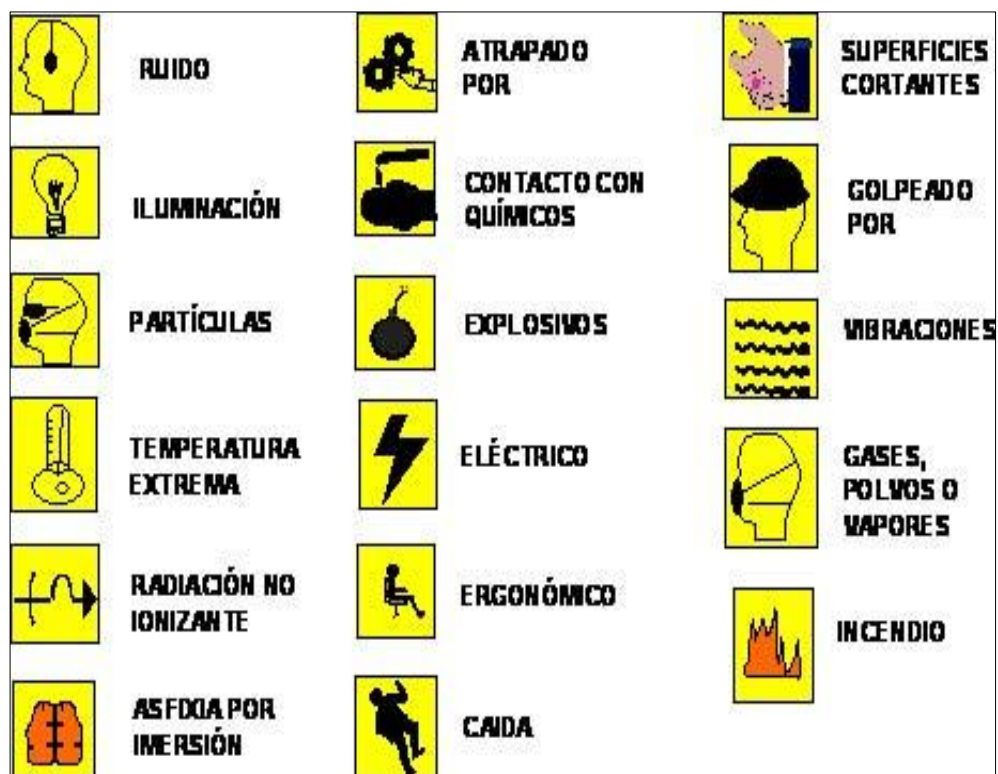 RUIDO
ILUMINACIÓN
PARTÍCULAS
TEMPERATURA
EXTREMA
RADIACIÓN NO
IONIZANTE
ASFIXIA POR
IMERSIÓN
ATRAPADO
POR
CONTACTO CON
QUÍMICOS
EXPLOSIVOS
ELÉCTRICO
ERGONÓMICO
CAIDA
SUPERFICIES
CORTANTES
GOLPEADO
POR
VIBRACIONES
GASES,
POLVOS O
VAPORES
INCENDIO